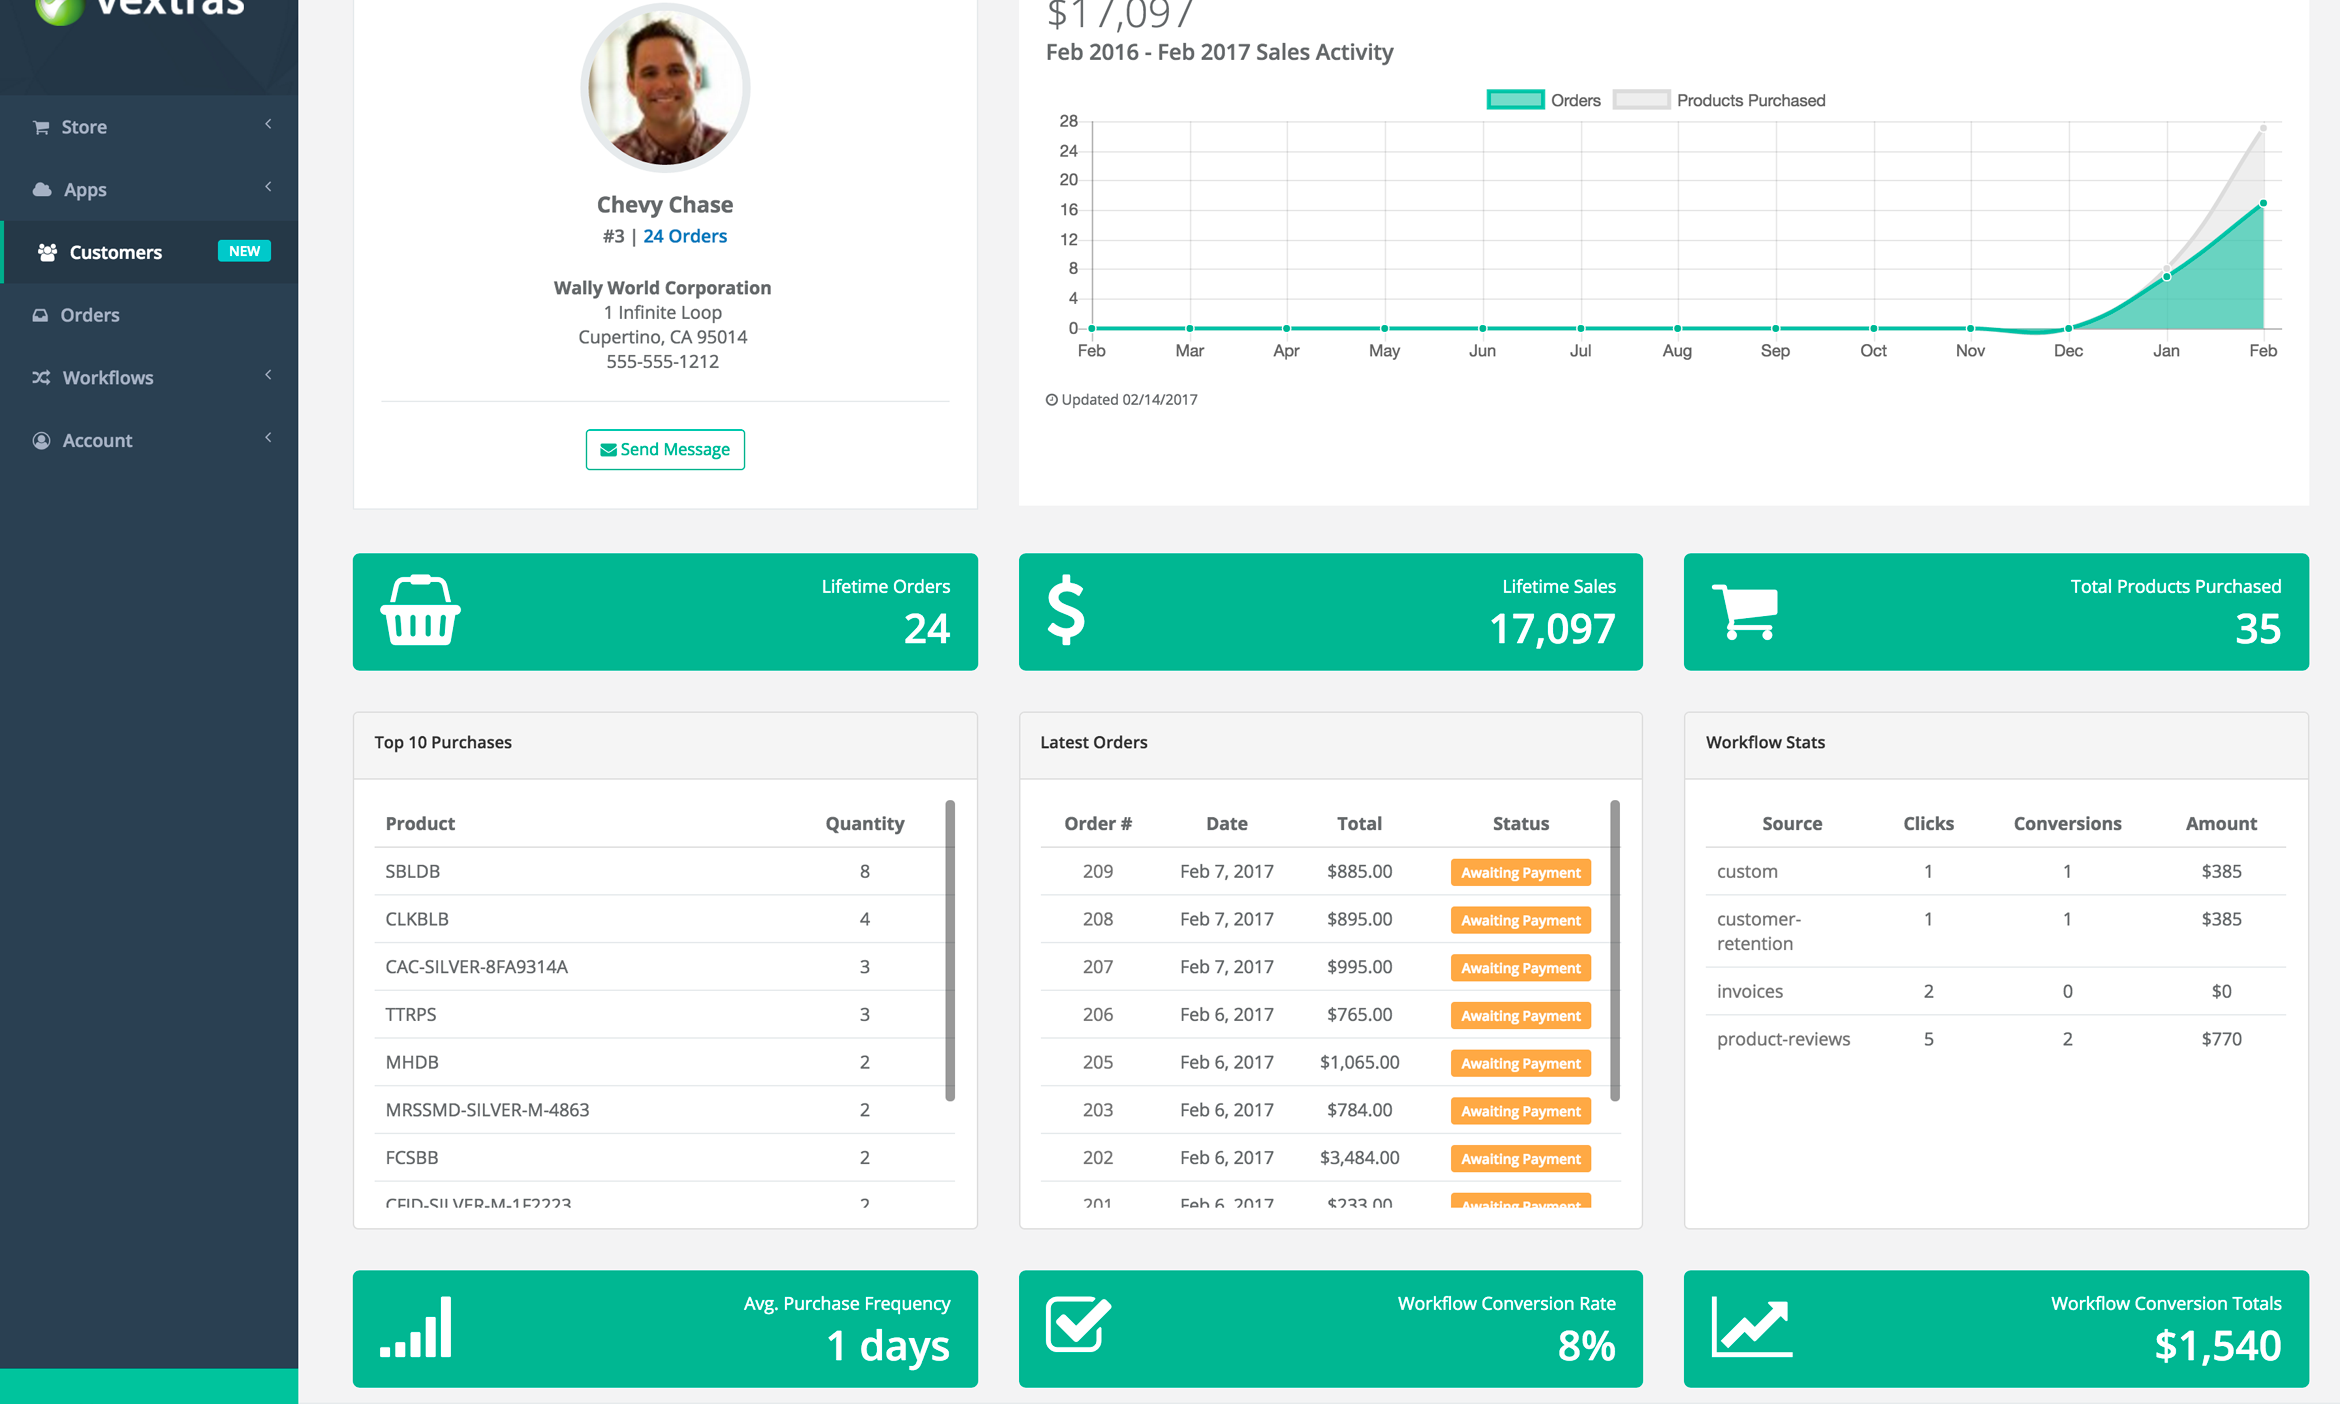 vextras
Store
Apps
Customers NEW
Orders
Workflows
Account
Chevy Chase
#3 | 24 Orders
Wally World Corporation
1 Infinite Loop
Cupertino, CA 95014
555-555-1212
Send Message
$17,097
Feb 2016 - Feb 2017 Sales Activity
Orders Products Purchased
28
24
20
16
12
8
4
0
Feb Mar Apr May Jun Jul Aug Sep Oct Nov Dec Jan Feb
Updated 02/14/2017
Lifetime Orders
24
Lifetime Sales
17,097
Total Products Purchased
35
Top 10 Purchases
Product Quantity
SBLDB 8
CLKBLB 4
CAC-SILVER-8FA9314A 3
TTRPS 3
MHDB 2
MRSSMD-SILVER-M-4863 2
FCSBB 2
CFID-SILVER-M-1F2223 2
Latest Orders
Order # Date Total Status
209 Feb 7, 2017 $885.00 Awaiting Payment
208 Feb 7, 2017 $895.00 Awaiting Payment
207 Feb 7, 2017 $995.00 Awaiting Payment
206 Feb 6, 2017 $765.00 Awaiting Payment
205 Feb 6, 2017 $1,065.00 Awaiting Payment
203 Feb 6, 2017 $784.00 Awaiting Payment
202 Feb 6, 2017 $3,484.00 Awaiting Payment
201 Feb 6, 2017 $233.00 Awaiting Payment
Workflow Stats
Source Clicks Conversions Amount
custom 1 1 $385
customer-
retention 1 1 $385
invoices 2 0 $0
product-reviews 5 2 $770
Avg. Purchase Frequency
1 days
Workflow Conversion Rate
8%
Workflow Conversion Totals
$1,540